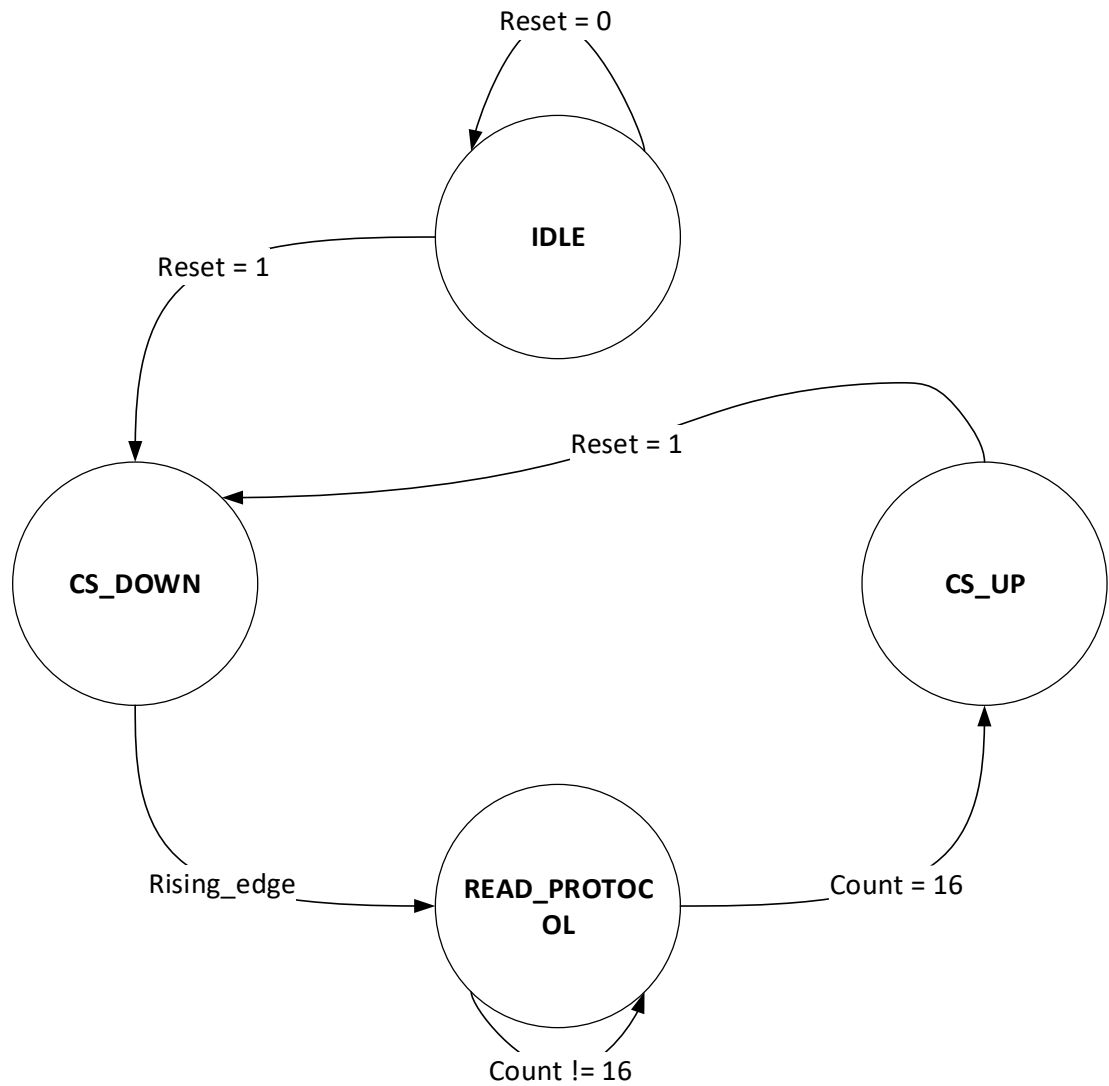 Reset = 0
IDLE
Reset = 1
Reset = 1
CS_DOWN
CS_UP
Rising_edge
READ_PROTOC
OL
Count = 16
Count != 16